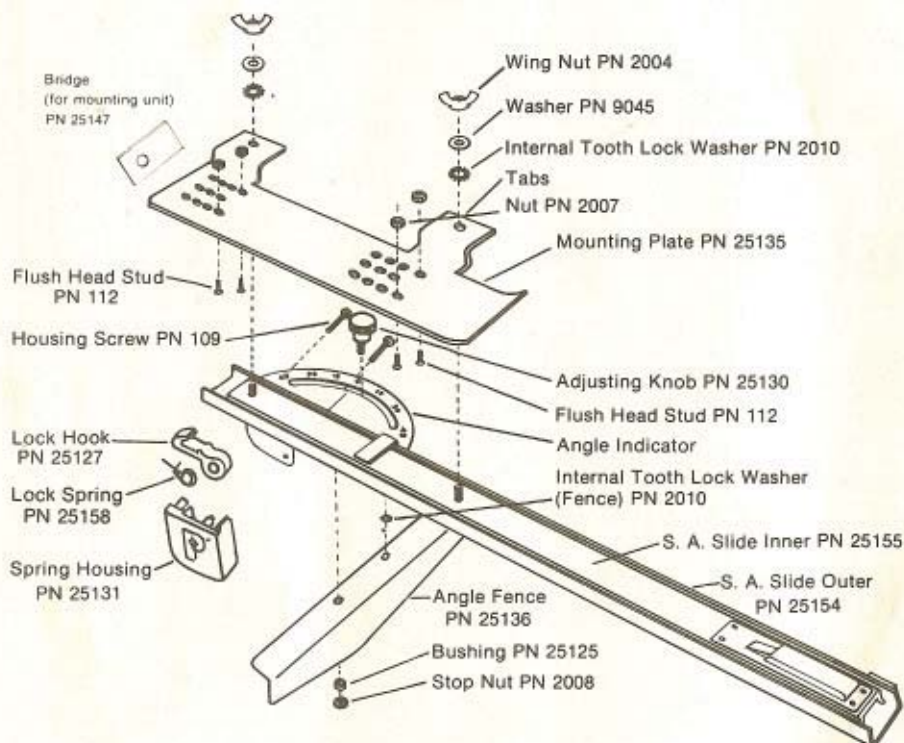 Wing Nut PN 2004
Bridge
(for mounting unit)
PN 25147
Washer PN 9045
Internal Tooth Lock Washer PN 2010
Tabs
Nut PN 2007
Mounting Plate PN 25135
Flush Head Stud
PN 112
Housing Screw PN 109
Adjusting Knob PN 25130
Flush Head Stud PN 112
Lock Hook
PN 25127
Angle Indicator
Internal Tooth Lock Washer
(Fence) PN 2010
Lock Spring
PN 25158
S. A. Slide Inner PN 25155
Spring Housing
PN 25131
S. A. Slide Outer
PN 25154
Angle Fence
PN 25136
Bushing PN 25125
Stop Nut PN 2008